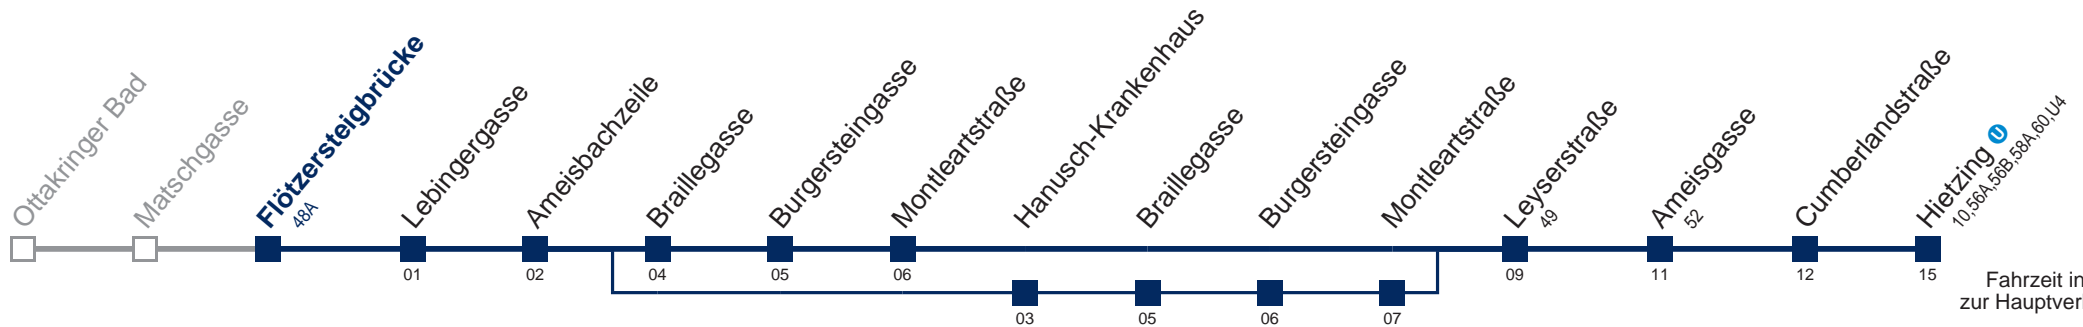 Ottakringer Bad
Matschgasse
Flötzersteigbrücke
48A
Lebingergasse
Ameisbachzeile
Braillegasse
Burgersteingasse
Montleartstraße
Hanusch-Krankenhaus
Braillegasse
Burgersteingasse
Montleartstraße
Leyserstraße
49
Ameisgasse
52
Cumberlandstraße
Hietzing U
10,56A,56B,58A,60,U4
01
02
04
05
06
09
11
12
15
03
05
06
07
Fahrzeit in
zur Hauptver